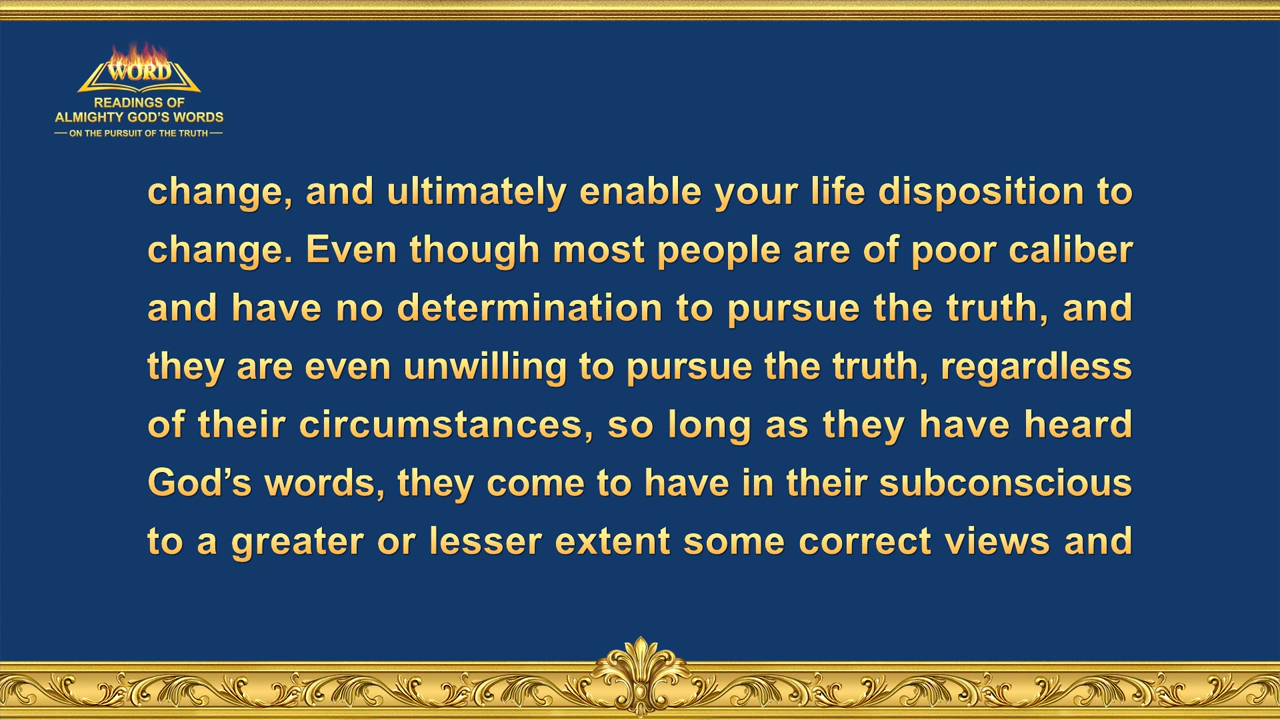 WORD
READINGS OF
ALMIGHTY GOD'S WORDS
— ON THE PURSUIT OF THE TRUTH —
change, and ultimately enable your life disposition to
change. Even though most people are of poor caliber
and have no determination to pursue the truth, and
they are even unwilling to pursue the truth, regardless
of their circumstances, so long as they have heard
God’s words, they come to have in their subconscious
to a greater or lesser extent some correct views and